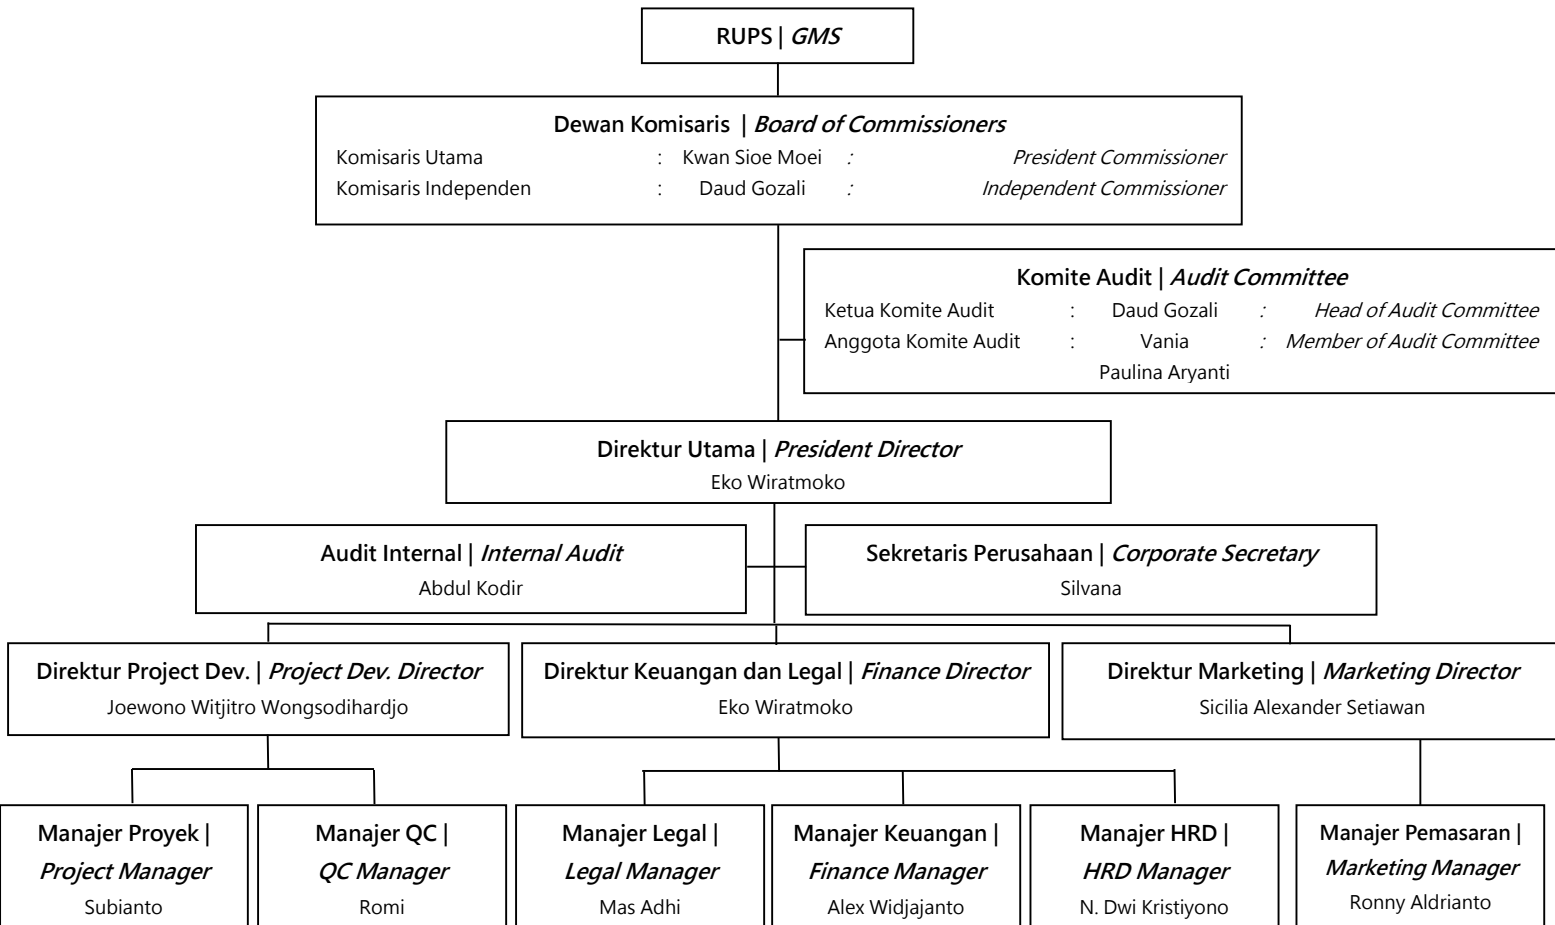 RUPS | GMS
Dewan Komisaris | Board of Commissioners
Komisaris Utama : Kwan Sioe Moei : President Commissioner
Komisaris Independen : Daud Gozali : Independent Commissioner
Komite Audit | Audit Committee
Ketua Komite Audit : Daud Gozali : Head of Audit Committee
Anggota Komite Audit : Vania : Member of Audit Committee
Paulina Aryanti
Direktur Utama | President Director
Eko Wiratmoko
Audit Internal | Internal Audit
Abdul Kodir
Sekretaris Perusahaan | Corporate Secretary
Silvana
Direktur Project Dev. | Project Dev. Director
Joewono Witjitro Wongsodihardjo
Direktur Keuangan dan Legal | Finance Director
Eko Wiratmoko
Direktur Marketing | Marketing Director
Sicilia Alexander Setiawan
Manajer Proyek |
Project Manager
Subianto
Manajer QC |
QC Manager
Romi
Manajer Legal |
Legal Manager
Mas Adhi
Manajer Keuangan |
Finance Manager
Alex Widjajanto
Manajer HRD |
HRD Manager
N. Dwi Kristiyono
Manajer Pemasaran |
Marketing Manager
Ronny Aldrianto